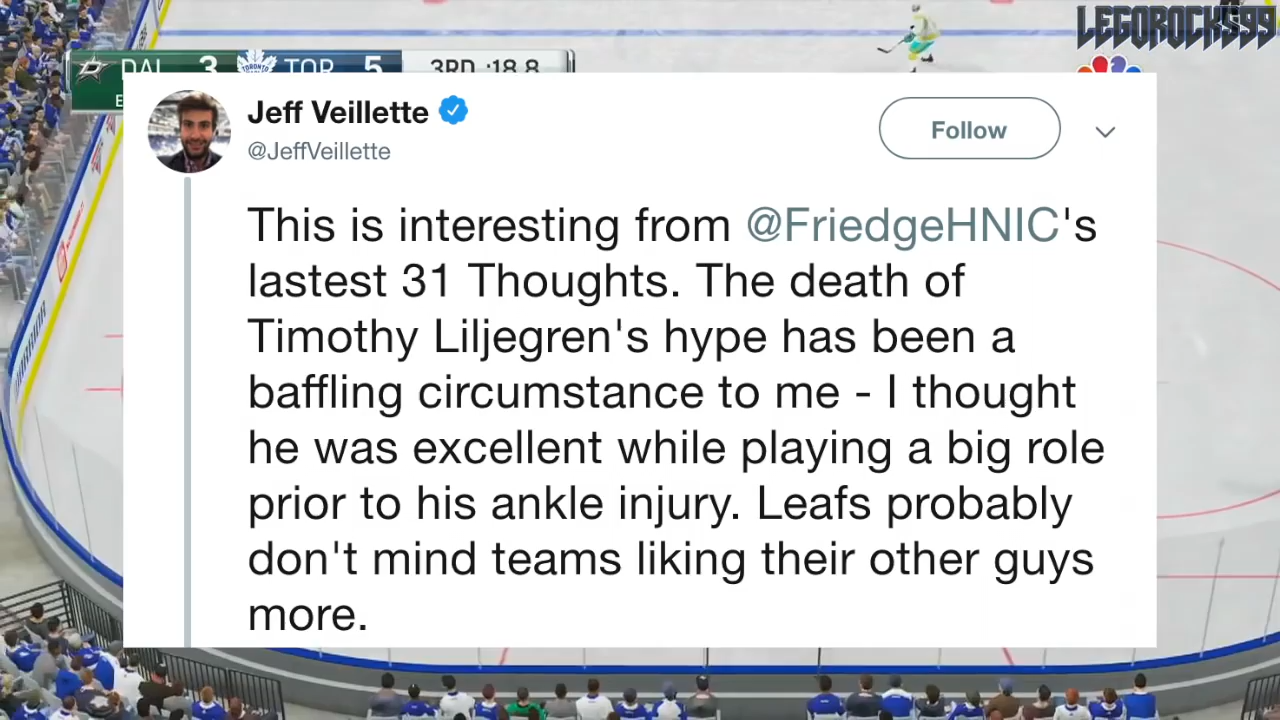 LEGOROCKS99
DAL 3 TORONTO TOR 5 3RD :18.8
Jeff Veillette
@JeffVeillette
Follow
This is interesting from @FriedgeHNIC's
lastest 31 Thoughts. The death of
Timothy Liljegren's hype has been a
baffling circumstance to me - I thought
he was excellent while playing a big role
prior to his ankle injury. Leafs probably
don't mind teams liking their other guys
more.